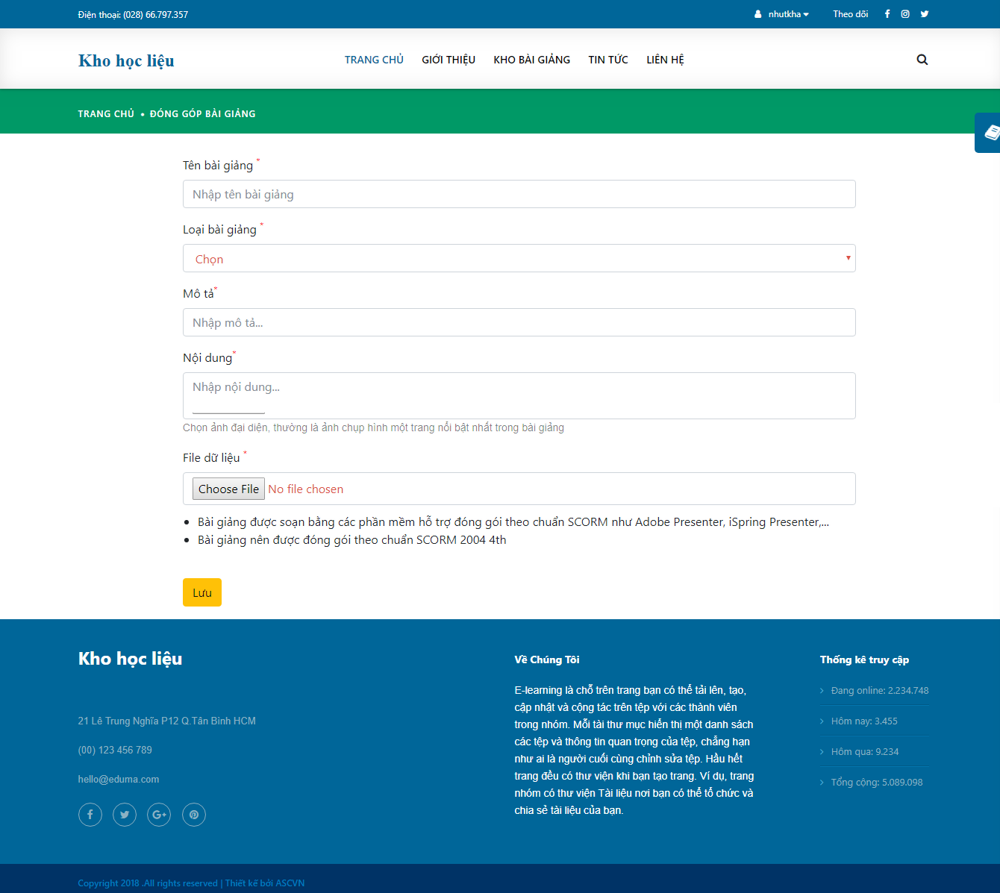 Điện thoại: (028) 66.797.357
nhutkha
Theo dõi
Kho học liệu
TRANG CHỦ
GIỚI THIỆU
KHO BÀI GIẢNG
TIN TỨC
LIÊN HỆ
TRANG CHỦ • ĐÓNG GÓP BÀI GIẢNG
Tên bài giảng *
Nhập tên bài giảng
Loại bài giảng *
Chọn
Mô tả*
Nhập mô tả...
Nội dung*
Nhập nội dung...
Chọn ảnh đại diện, thường là ảnh chụp hình một trang nổi bật nhất trong bài giảng
File dữ liệu *
Choose File No file chosen
• Bài giảng được soạn bằng các phần mềm hỗ trợ đóng gói theo chuẩn SCORM như Adobe Presenter, iSpring Presenter,...
• Bài giảng nên được đóng gói theo chuẩn SCORM 2004 4th
Lưu
Kho học liệu
21 Lê Trung Nghĩa P12 Q.Tân Bình HCM
(00) 123 456 789
hello@eduma.com
Về Chúng Tôi
E-learning là chỗ trên trang bạn có thể tải lên, tạo,
cập nhật và cộng tác trên tệp với các thành viên
trong nhóm. Mỗi tài thư mục hiển thị một danh sách
các tệp và thông tin quan trọng của tệp, chẳng hạn
như ai là người cuối cùng chỉnh sửa tệp. Hầu hết
trang đều có thư viện khi bạn tạo trang. Ví dụ, trang
nhóm có thư viện Tài liệu nơi bạn có thể tổ chức và
chia sẻ tài liệu của bạn.
Thống kê truy cập
Đang online: 2.234.748
Hôm nay: 3.455
Hôm qua: 9.234
Tổng cộng: 5.089.098
Copyright 2018 .All rights reserved | Thiết kế bởi ASCVN